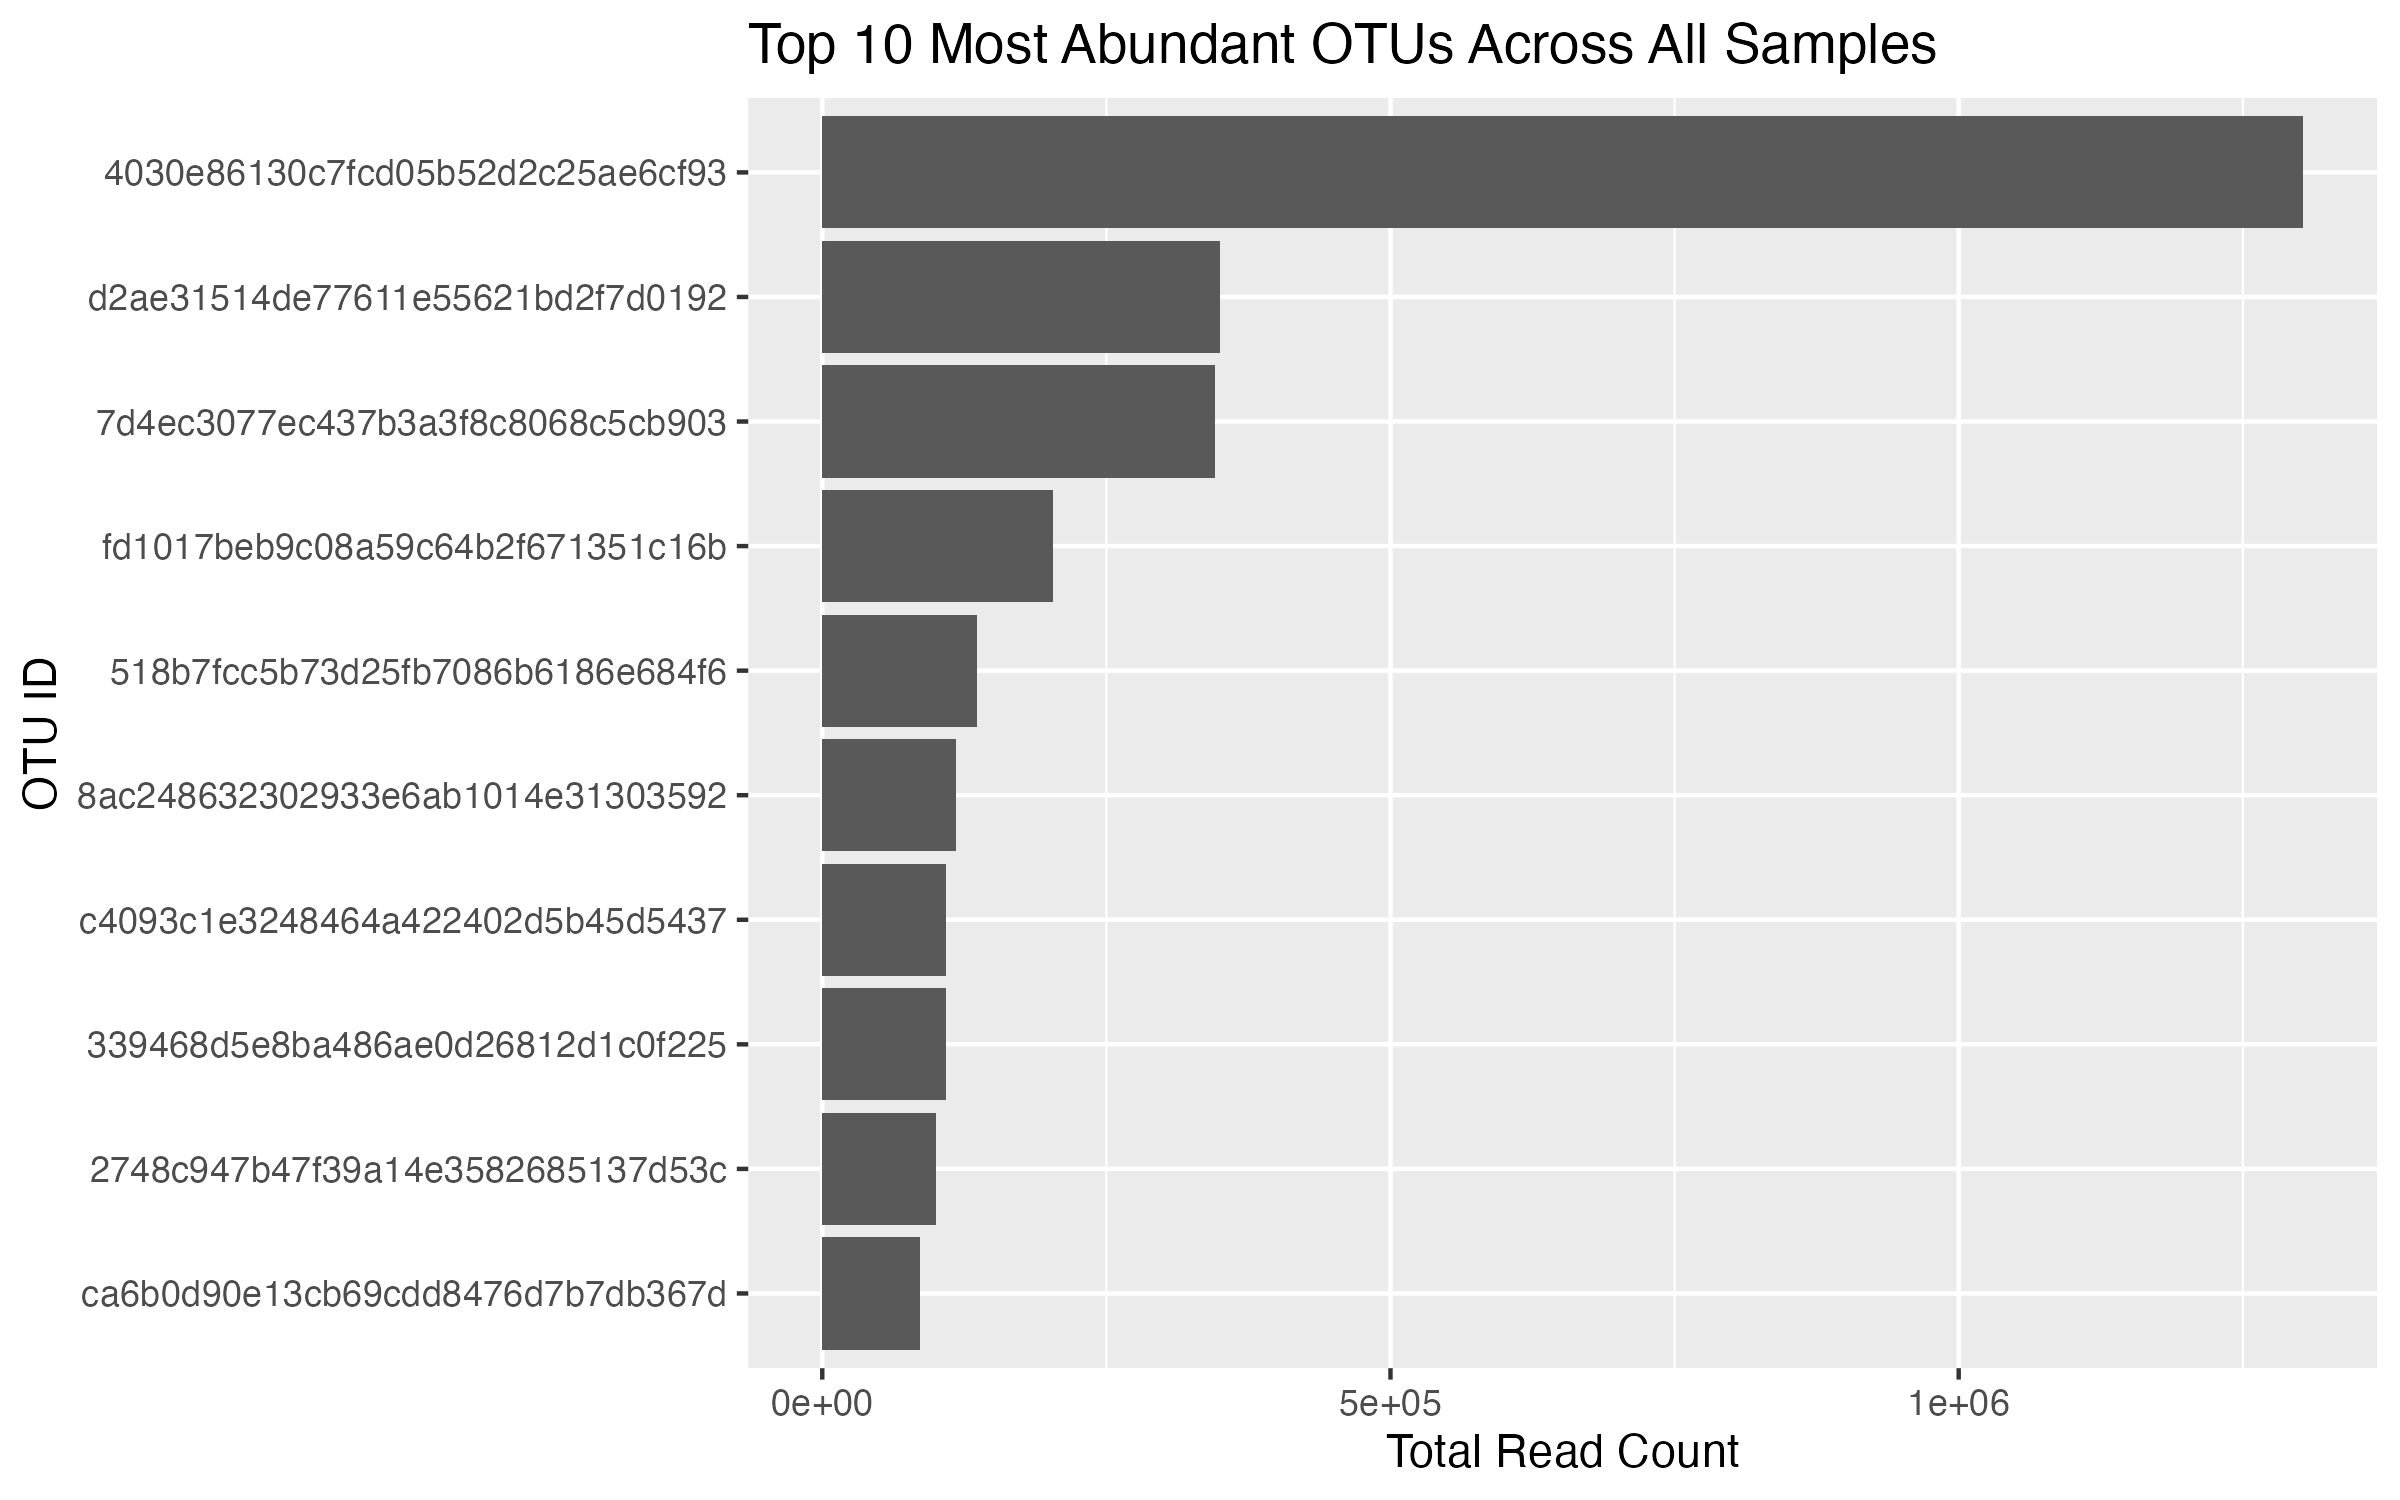 Top 10 Most Abundant OTUs Across All Samples
OTU ID
4030e86130c7fcd05b52d2c25ae6cf93
d2ae31514de77611e55621bd2f7d0192
7d4ec3077ec437b3a3f8c8068c5cb903
fd1017beb9c08a59c64b2f671351c16b
518b7fcc5b73d25fb7086b6186e684f6
8ac248632302933e6ab1014e31303592
c4093c1e3248464a422402d5b45d5437
339468d5e8ba486ae0d26812d1c0f225
2748c947b47f39a14e3582685137d53c
ca6b0d90e13cb69cdd8476d7b7db367d
0e+00 5e+05 1e+06
Total Read Count